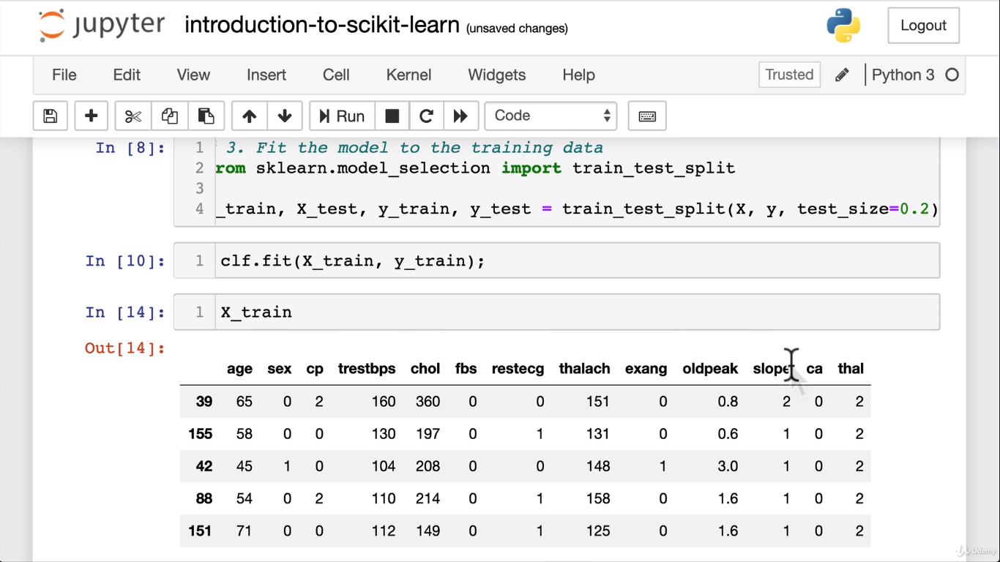 jupyter introduction-to-scikit-learn (unsaved changes) Logout
File Edit View Insert Cell Kernel Widgets Help Trusted Python 3
Run Code
In [8]: 1 3. Fit the model to the training data
2 rom sklearn.model_selection import train_test_split
3
4 _train, X_test, y_train, y_test = train_test_split(X, y, test_size=0.2)
In [10]: 1 clf.fit(X_train, y_train);
In [14]: 1 X_train
Out[14]:
age sex cp trestbps chol fbs restecg thalach exang oldpeak slope ca thal
39 65 0 2 160 360 0 0 151 0 0.8 2 0 2
155 58 0 0 130 197 0 1 131 0 0.6 1 0 2
42 45 1 0 104 208 0 0 148 1 3.0 1 0 2
88 54 0 2 110 214 0 1 158 0 1.6 1 0 2
151 71 0 0 112 149 0 1 125 0 1.6 1 0 2
Udemy